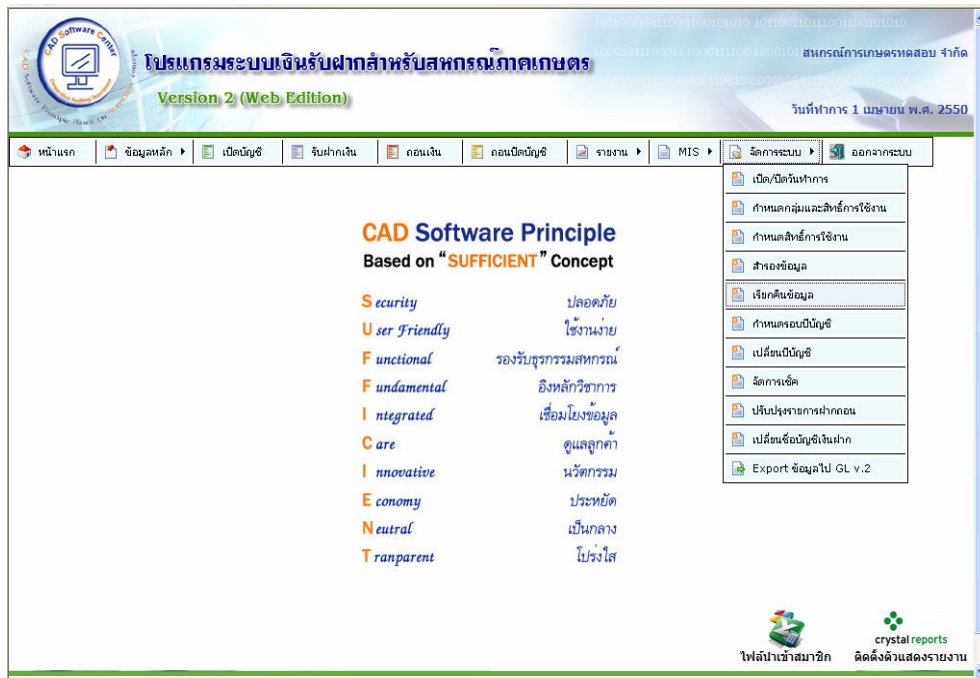 CAD Software Center
โปรแกรมระบบเงินรับฝากสำหรับสหกรณ์ภาคเกษตร
Version 2 (Web Edition)
สหกรณ์การเกษตรทดสอบ จำกัด
วันที่ทำการ 1 เมษายน พ.ศ. 2550
หน้าแรก ข้อมูลหลัก เปิดบัญชี รับฝากเงิน ถอนเงิน ถอนปิดบัญชี รายงาน MIS จัดการระบบ ออกจากระบบ
เปิด/ปิดวันทำการ
กำหนดกลุ่มและสิทธิ์การใช้งาน
กำหนดสิทธิ์การใช้งาน
สำรองข้อมูล
เรียกคืนข้อมูล
กำหนดรอบปีบัญชี
เปลี่ยนปีบัญชี
จัดการเช็ค
ปรับปรุงรายการฝากถอน
เปลี่ยนชื่อบัญชีเงินฝาก
Export ข้อมูลไป GL v.2
CAD Software Principle
Based on "SUFFICIENT" Concept
Security ปลอดภัย
User Friendly ใช้งานง่าย
Functional รองรับธุรกรรมสหกรณ์
Fundamental อิงหลักวิชาการ
Integrated เชื่อมโยงข้อมูล
Care ดูแลลูกค้า
Innovative นวัตกรรม
Economy ประหยัด
Neutral เป็นกลาง
Tranparent โปร่งใส
ไฟล์นำเข้าสมาชิก
crystal reports
ติดตั้งตัวแสดงรายงาน